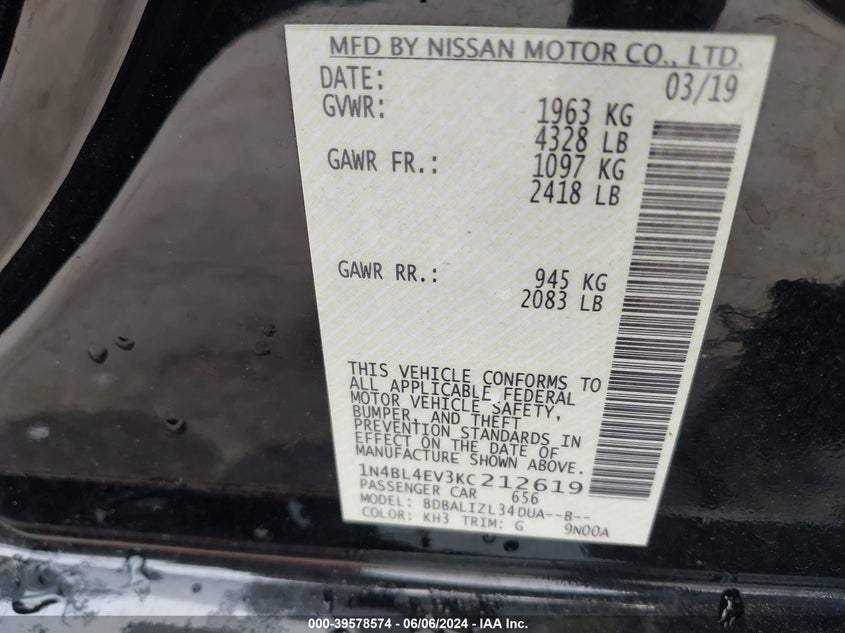 MFD BY NISSAN MOTOR CO., LTD.
DATE: 03/19
GVWR: 1963 KG
4328 LB
GAWR FR.: 1097 KG
2418 LB
GAWR RR.: 945 KG
2083 LB
THIS VEHICLE CONFORMS TO
ALL APPLICABLE FEDERAL
MOTOR VEHICLE SAFETY,
BUMPER, AND THEFT
PREVENTION STANDARDS IN
EFFECT ON THE DATE OF
MANUFACTURE SHOWN ABOVE.
1N4BL4EV3KC212619
PASSENGER CAR 656
MODEL: BDBALIZL34DUA--B--
COLOR: KH3 TRIM: G 9N00A
000-39578574 - 06/06/2024 - IAA Inc.